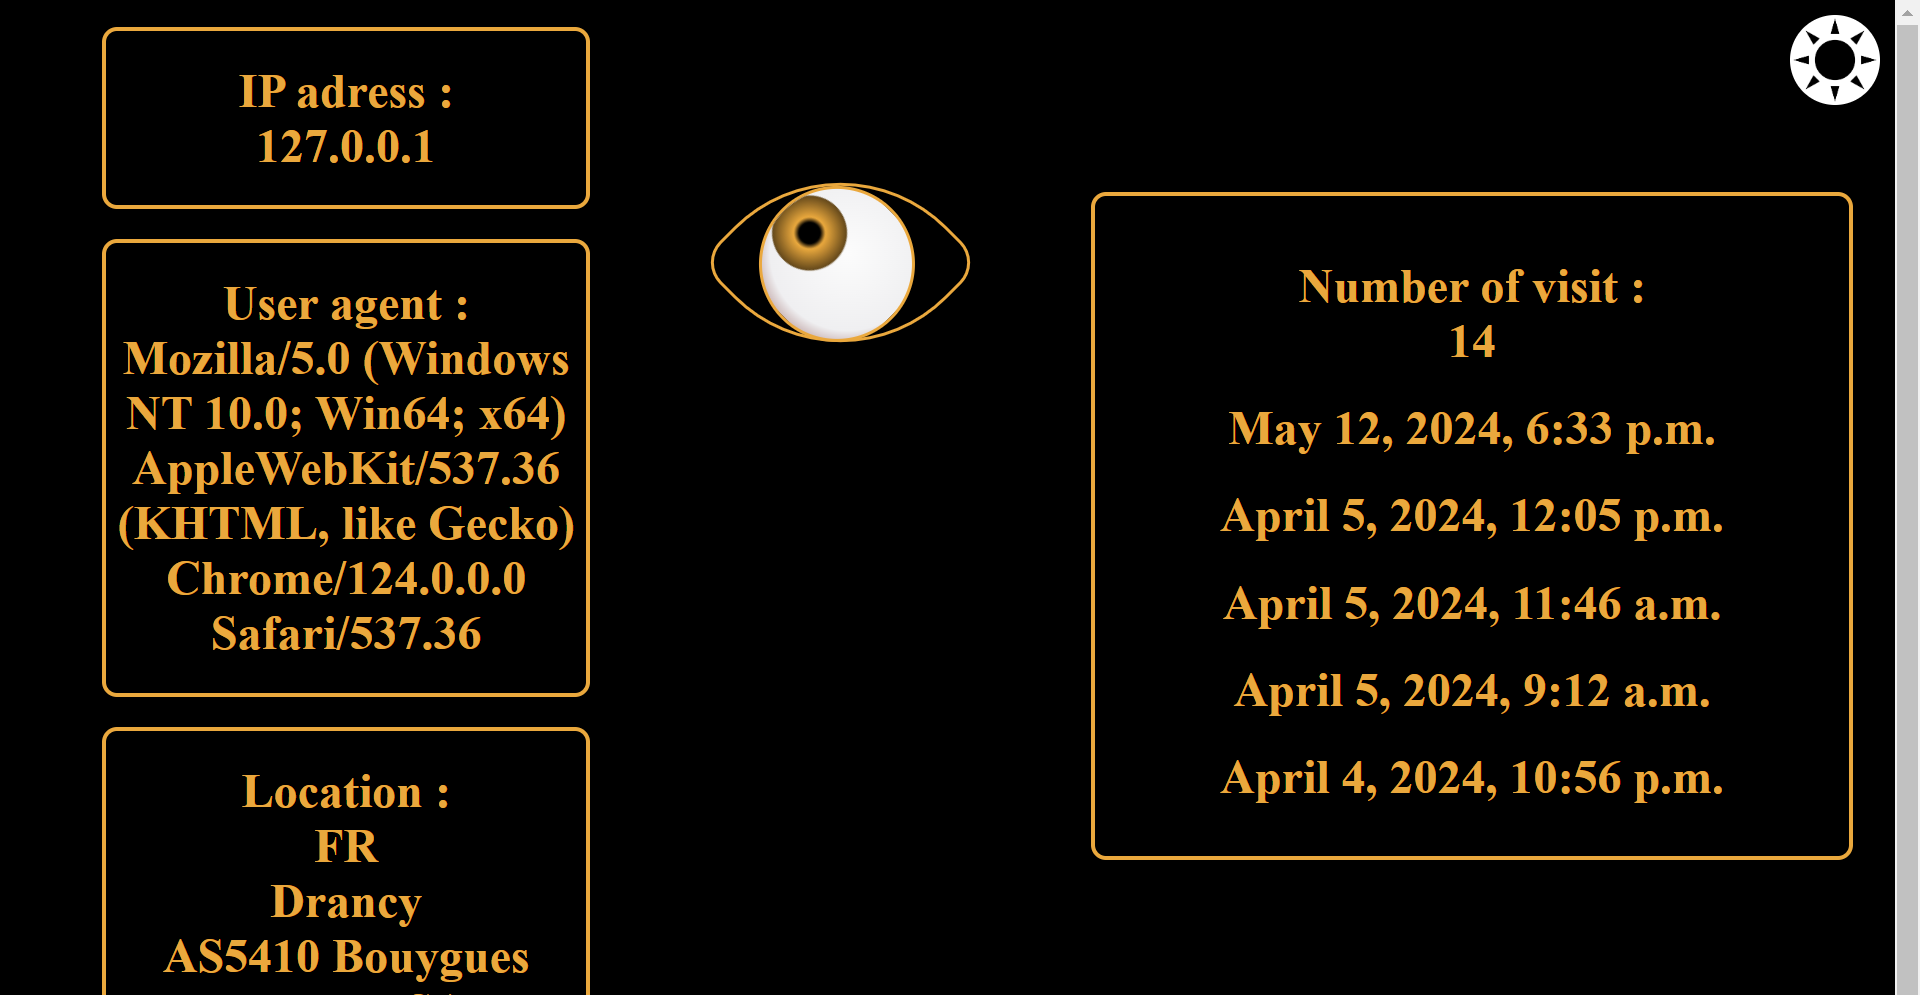 IP adress :
127.0.0.1
User agent :
Mozilla/5.0 (Windows
NT 10.0; Win64; x64)
AppleWebKit/537.36
(KHTML, like Gecko)
Chrome/124.0.0.0
Safari/537.36
Location :
FR
Drancy
AS5410 Bouygues
Number of visit :
14
May 12, 2024, 6:33 p.m.
April 5, 2024, 12:05 p.m.
April 5, 2024, 11:46 a.m.
April 5, 2024, 9:12 a.m.
April 4, 2024, 10:56 p.m.